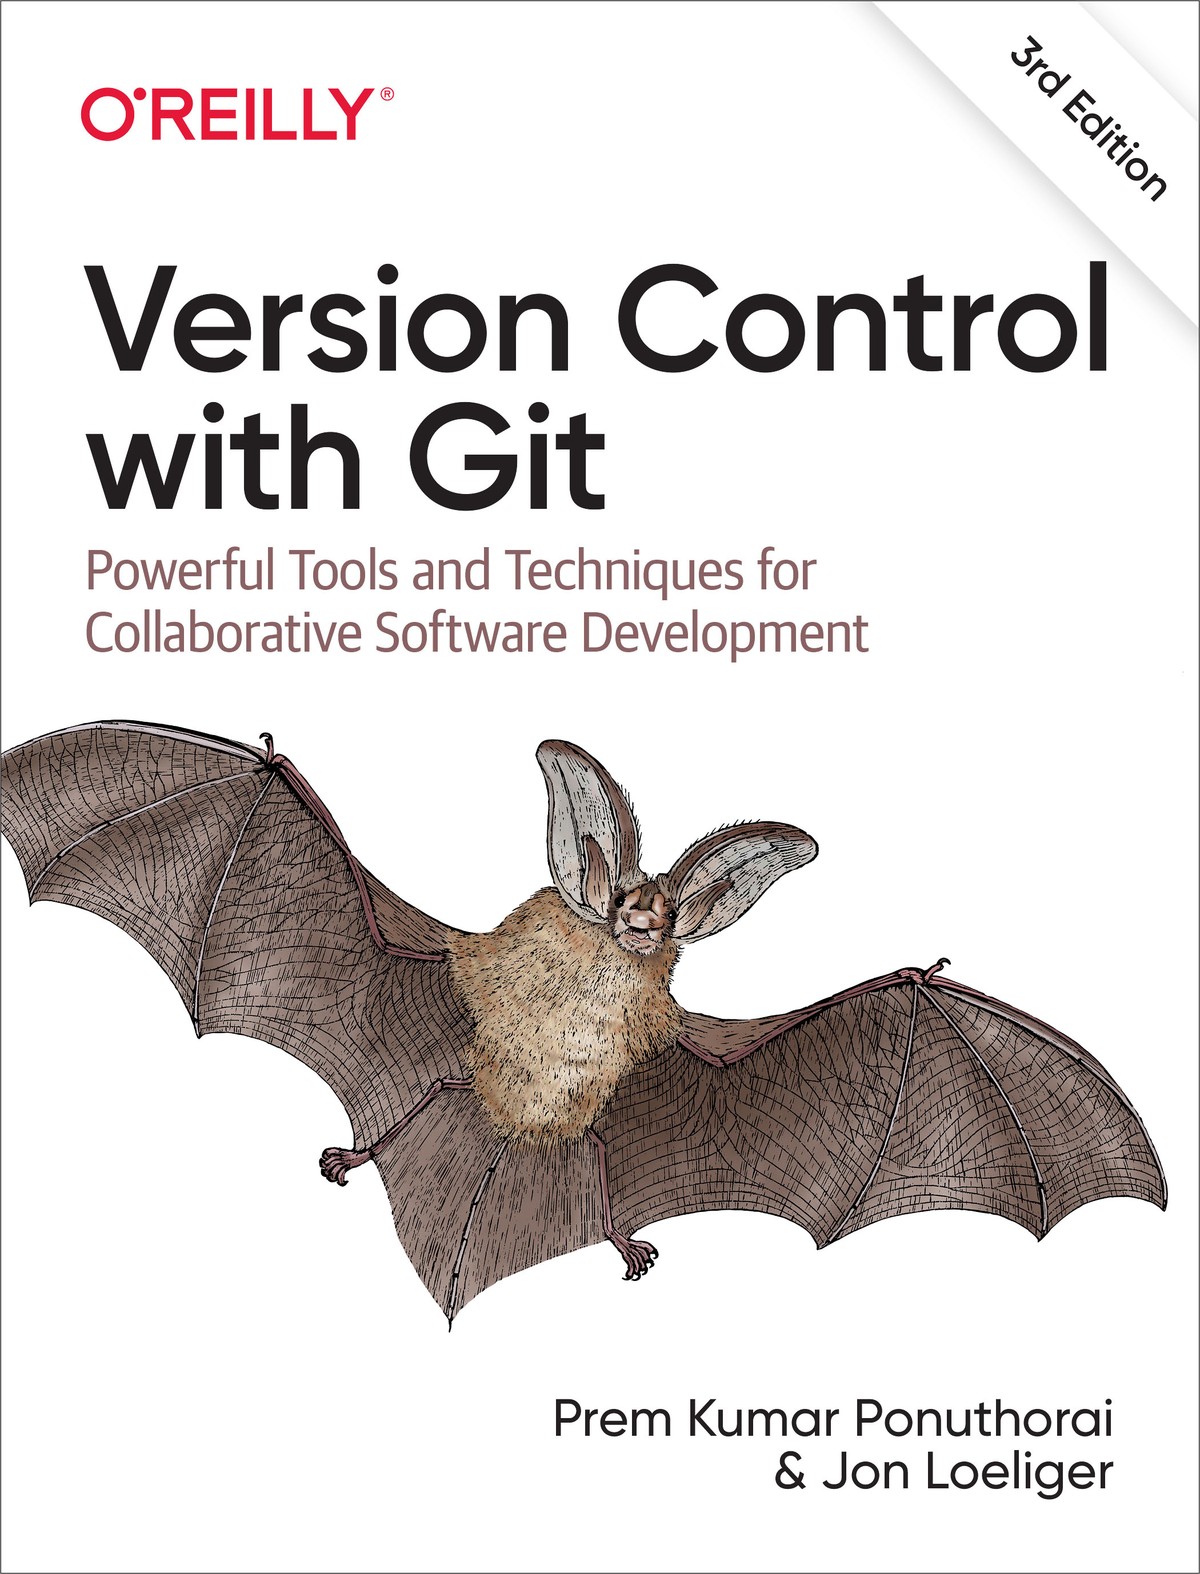 O'REILLY®
3rd Edition
Version Control
with Git
Powerful Tools and Techniques for
Collaborative Software Development
Prem Kumar Ponuthorai
& Jon Loeliger